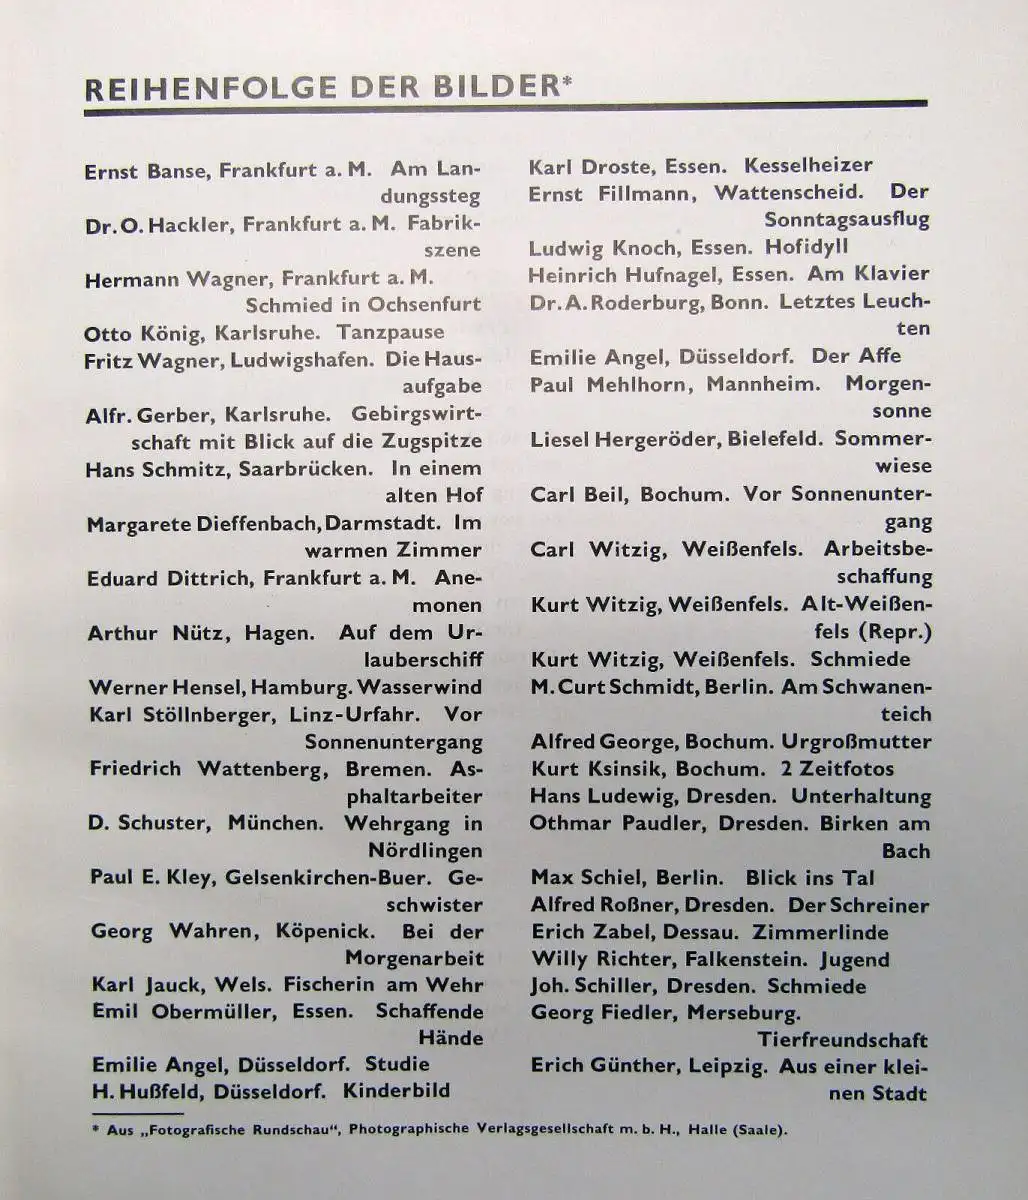 REIHENFOLGE DER BILDER*
Ernst Banse, Frankfurt a. M. Am Lan-
dungssteg
Dr. O. Hackler, Frankfurt a. M. Fabrik-
szene
Hermann Wagner, Frankfurt a. M.
Schmied in Ochsenfurt
Otto König, Karlsruhe. Tanzpause
Fritz Wagner, Ludwigshafen. Die Haus-
aufgabe
Alfr. Gerber, Karlsruhe. Gebirgswirt-
schaft mit Blick auf die Zugspitze
Hans Schmitz, Saarbrücken. In einem
alten Hof
Margarete Dieffenbach, Darmstadt. Im
warmen Zimmer
Eduard Dittrich, Frankfurt a. M. Ane-
monen
Arthur Nütz, Hagen. Auf dem Ur-
lauberschiff
Werner Hensel, Hamburg. Wasserwind
Karl Stöllnberger, Linz-Urfahr. Vor
Sonnenuntergang
Friedrich Wattenberg, Bremen. As-
phaltarbeiter
D. Schuster, München. Wehrgang in
Nördlingen
Paul E. Kley, Gelsenkirchen-Buer. Ge-
schwister
Georg Wahren, Köpenick. Bei der
Morgenarbeit
Karl Jauck, Wels. Fischerin am Wehr
Emil Obermüller, Essen. Schaffende
Hände
Emilie Angel, Düsseldorf. Studie
H. Hußfeld, Düsseldorf. Kinderbild
Karl Droste, Essen. Kesselheizer
Ernst Fillmann, Wattenscheid. Der
Sonntagsausflug
Ludwig Knoch, Essen. Hofidyll
Heinrich Hufnagel, Essen. Am Klavier
Dr. A. Roderburg, Bonn. Letztes Leuch-
ten
Emilie Angel, Düsseldorf. Der Affe
Paul Mehlhorn, Mannheim. Morgen-
sonne
Liesel Hergeröder, Bielefeld. Sommer-
wiese
Carl Beil, Bochum. Vor Sonnenunter-
gang
Carl Witzig, Weißenfels. Arbeitsbe-
schaffung
Kurt Witzig, Weißenfels. Alt-Weißen-
fels (Repr.)
Kurt Witzig, Weißenfels. Schmiede
M. Curt Schmidt, Berlin. Am Schwanen-
teich
Alfred George, Bochum. Urgroßmutter
Kurt Ksinsik, Bochum. 2 Zeitfotos
Hans Ludewig, Dresden. Unterhaltung
Othmar Paudler, Dresden. Birken am
Bach
Max Schiel, Berlin. Blick ins Tal
Alfred Roßner, Dresden. Der Schreiner
Erich Zabel, Dessau. Zimmerlinde
Willy Richter, Falkenstein. Jugend
Joh. Schiller, Dresden. Schmiede
Georg Fiedler, Merseburg.
Tierfreundschaft
Erich Günther, Leipzig. Aus einer klei-
nen Stadt
* Aus „Fotografische Rundschau“, Photographische Verlagsgesellschaft m. b. H., Halle (Saale).